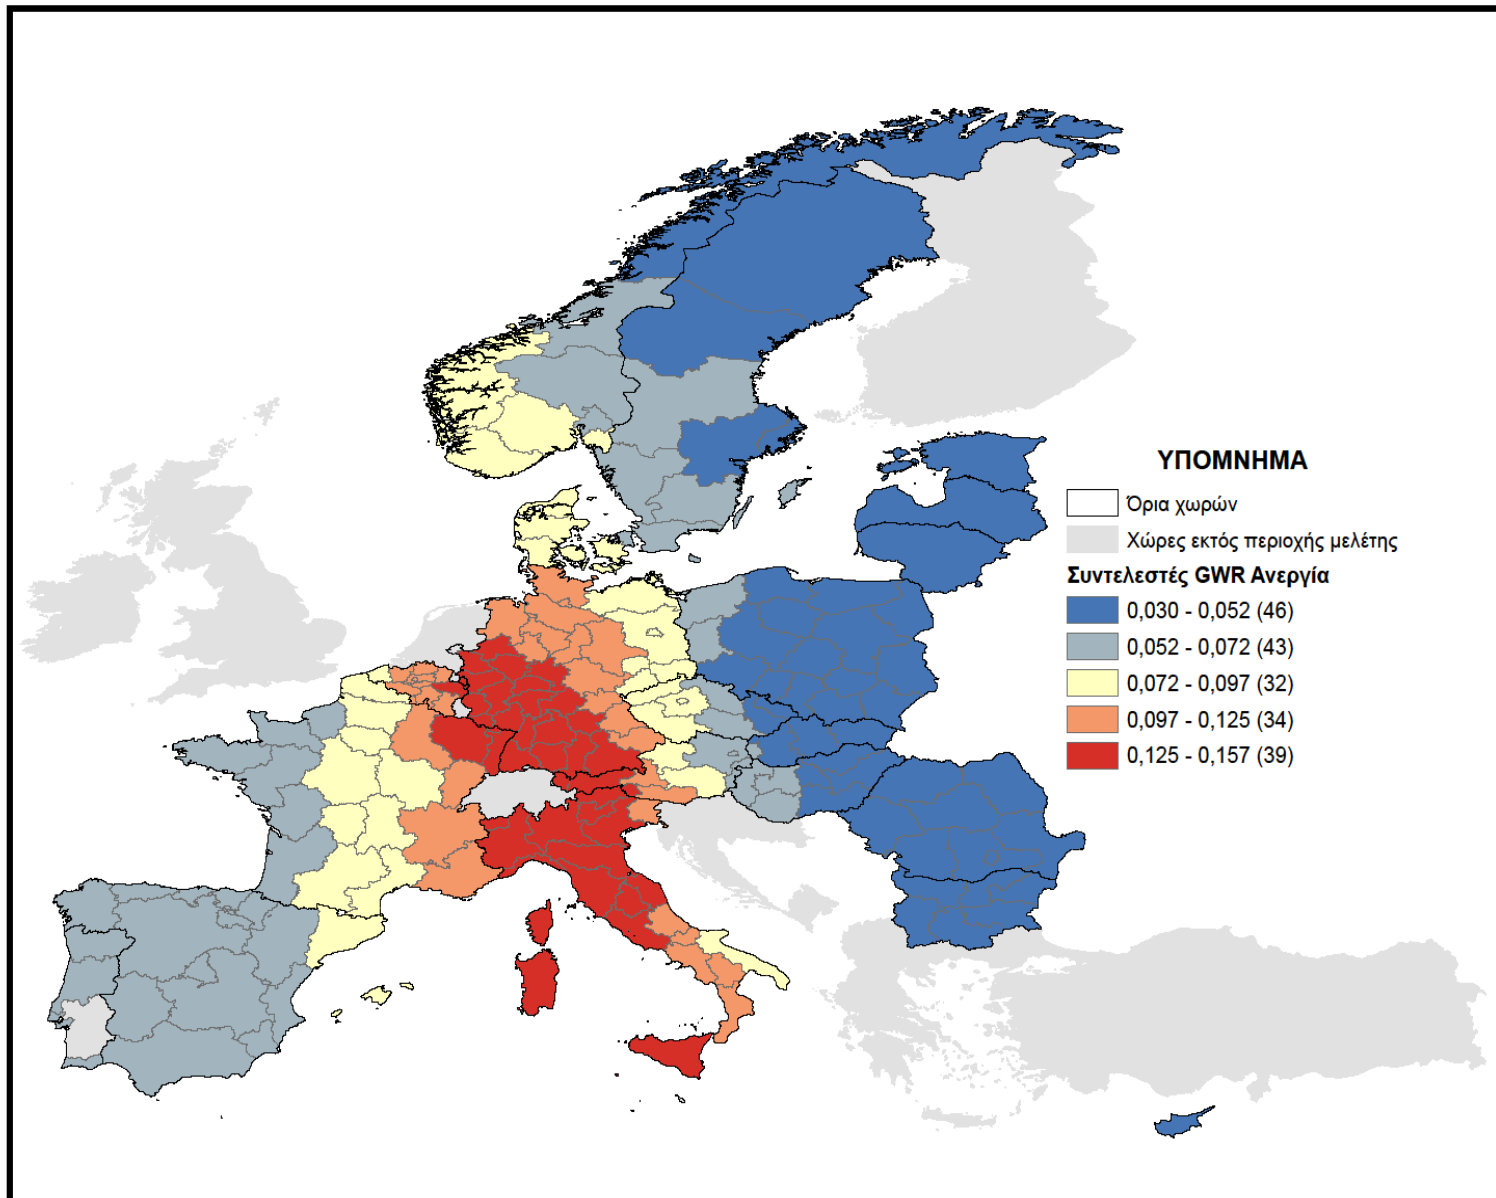 ΥΠΟΜΝΗΜΑ
Όρια χωρών
Χώρες εκτός περιοχής μελέτης
Συντελεστές GWR Ανεργία
0,030 - 0,052 (46)
0,052 - 0,072 (43)
0,072 - 0,097 (32)
0,097 - 0,125 (34)
0,125 - 0,157 (39)